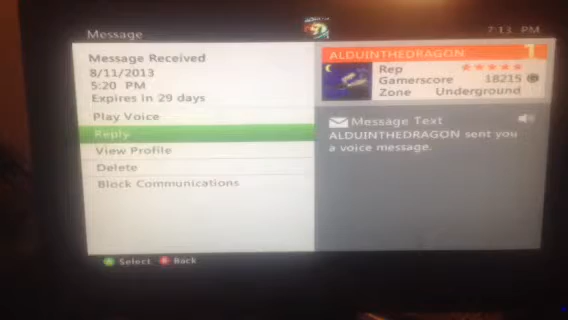 Message
7:13 PM
Message Received
8/11/2013
5:20 PM
Expires in 29 days
Play Voice
Reply
View Profile
Delete
Block Communications
ALDUINTHEDRAGON
Rep
Gamerscore 18215
Zone Underground
Message Text
ALDUINTHEDRAGON sent you
a voice message.
Select Back